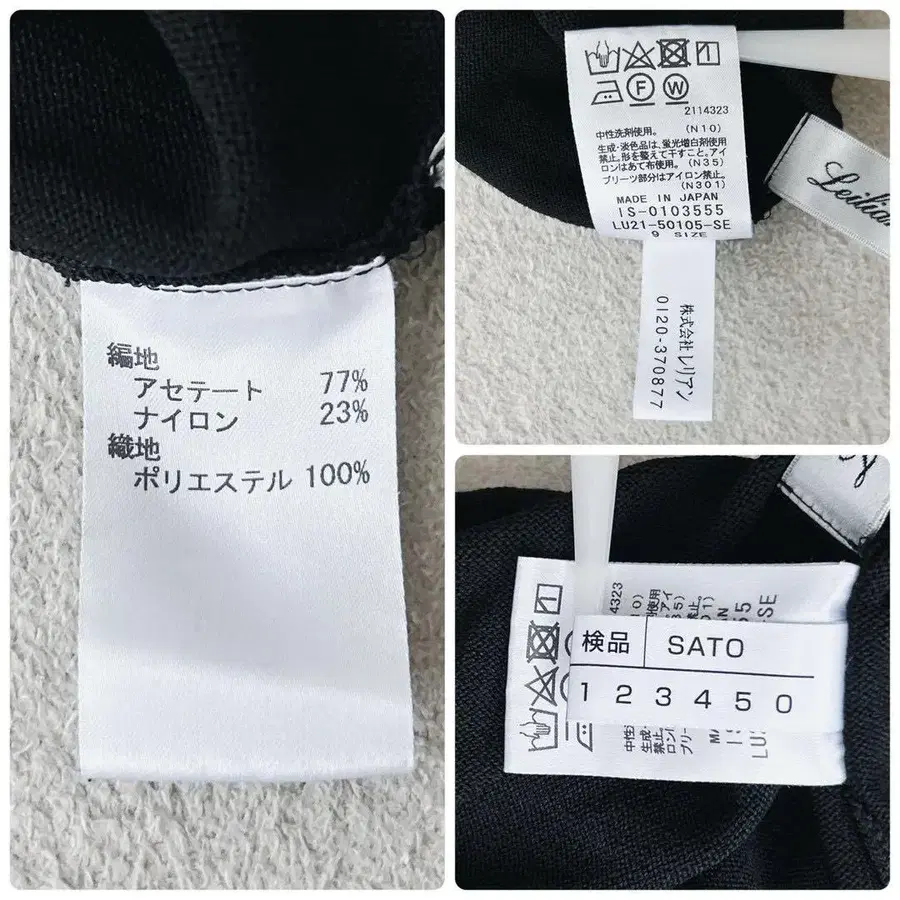 編地
アセテート 77%
ナイロン 23%
織地
ポリエステル 100%
F W
2114323
中性洗剤使用。 (N10)
生成・淡色品は、蛍光増白剤使用
禁止。形を整えて干すこと。アイ
ロンはあて布使用。 (N35)
プリーツ部分はアイロン禁止。
(N301)
MADE IN JAPAN
IS-0103555
LU21-50105-SE
9 SIZE
株式会社 レリアン
0120-370877
Leilian
検品 SATO
1 2 3 4 5 0
4323